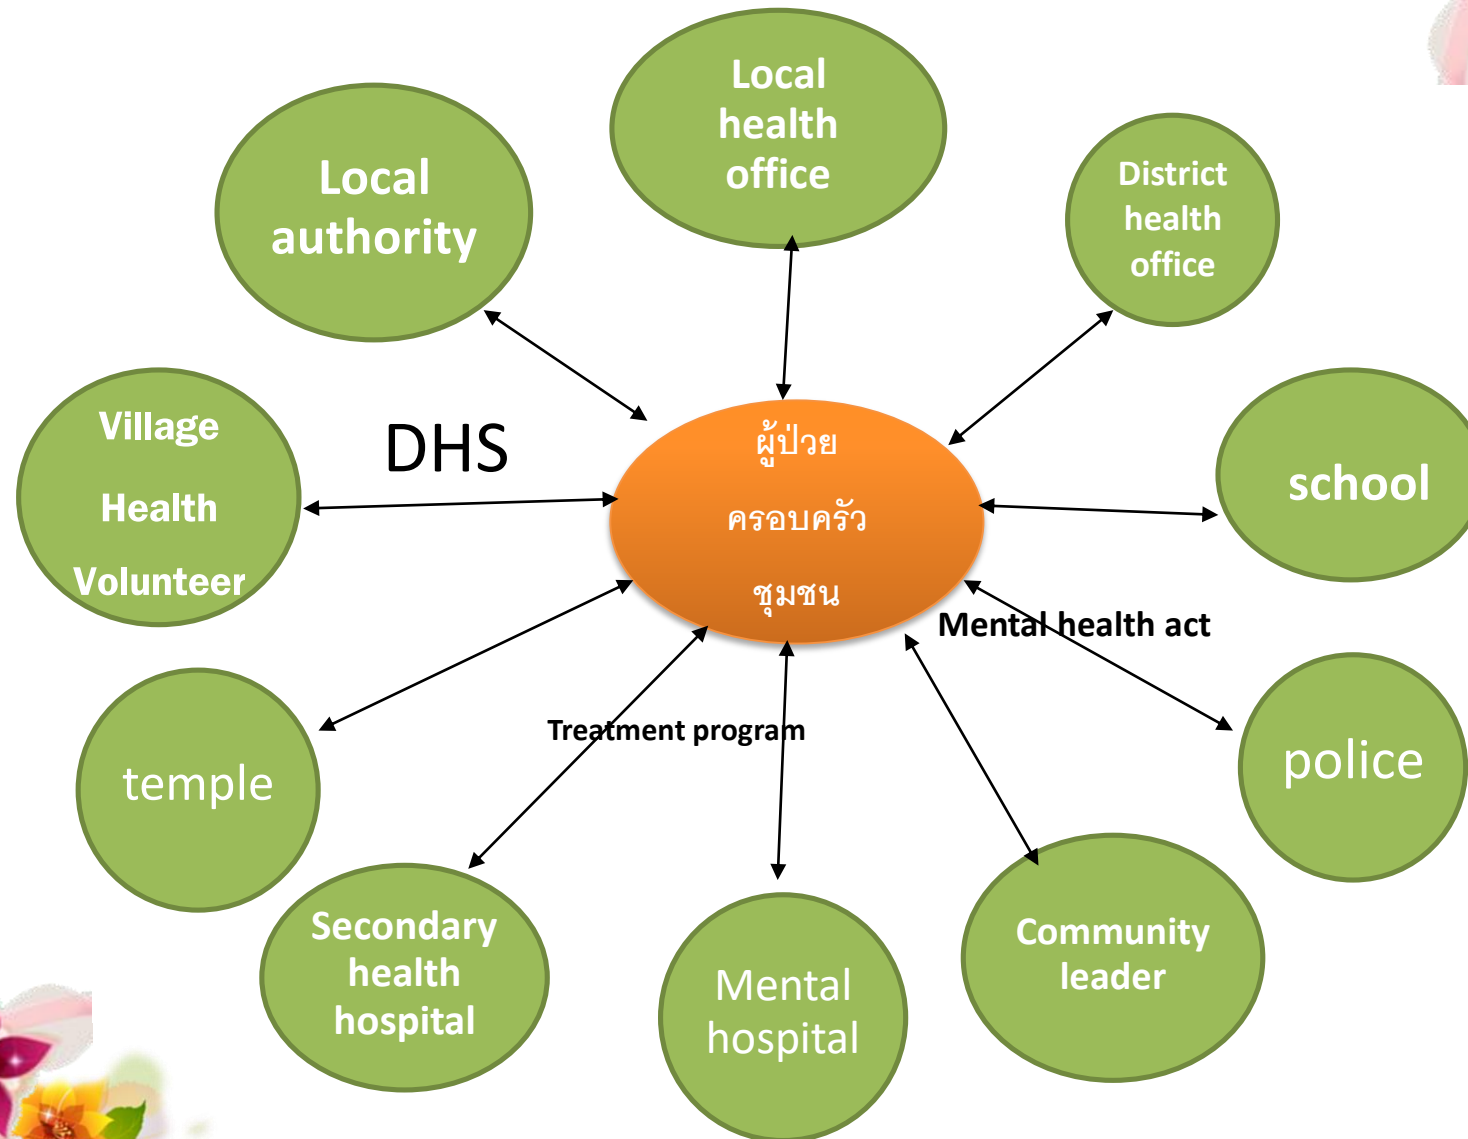 Local
health
office
Local
authority
District
health
office
Village
Health
Volunteer
DHS
ผู้ป่วย
ครอบครัว
ชุมชน
school
Mental health act
Treatment program
temple
police
Secondary
health
hospital
Mental
hospital
Community
leader